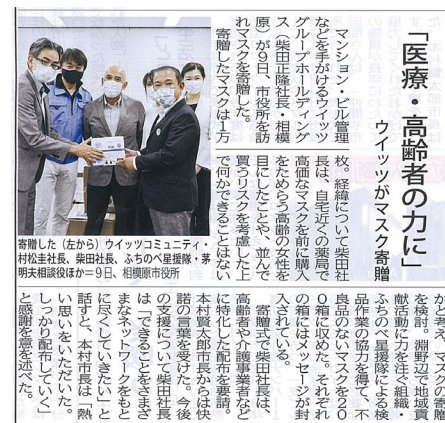 「医療・高齢者の力に」
ウイッツがマスク寄贈
マンション・ビル管理
などを手がけるウイッツ
グループホールディング
ス（柴田正隆社長・相模
原）が９日、市役所を訪
れマスクを寄贈した。
寄贈したマスクは１万
枚。経緯について柴田社
長は、自宅近くの薬局で
高価なマスクを前に購入
をためらう高齢の女性を
目にしたことや、並んで
買うリスクを考慮した上
で何かできることはない
かと考え、マスクの寄贈
を検討。淵野辺で地域貢
献活動に力を注ぐ組織・
ふちのべ星援隊による検
品作業の協力を得て、不
良品のないマスクを２０
０箱に収めた。それぞれ
の箱にはメッセージが封
入されている。
寄贈式で柴田社長は、
高齢者や介護事業者など
に特化した配布を要請。
本村賢太郎市長からは快
諾の言葉を受けた。今後
の支援について柴田社長
は「できることをさまざ
まなネットワークをもと
に尽くしていきたい」と
話すと、本村市長は「熱
い思いをいただいた。
しっかり配布していく」
と感謝の意を述べた。
寄贈した（左から）ウイッツコミュニティ・
村松圭社長、柴田社長、ふちのべ星援隊・茅
明夫相談役ほか＝９日、相模原市役所